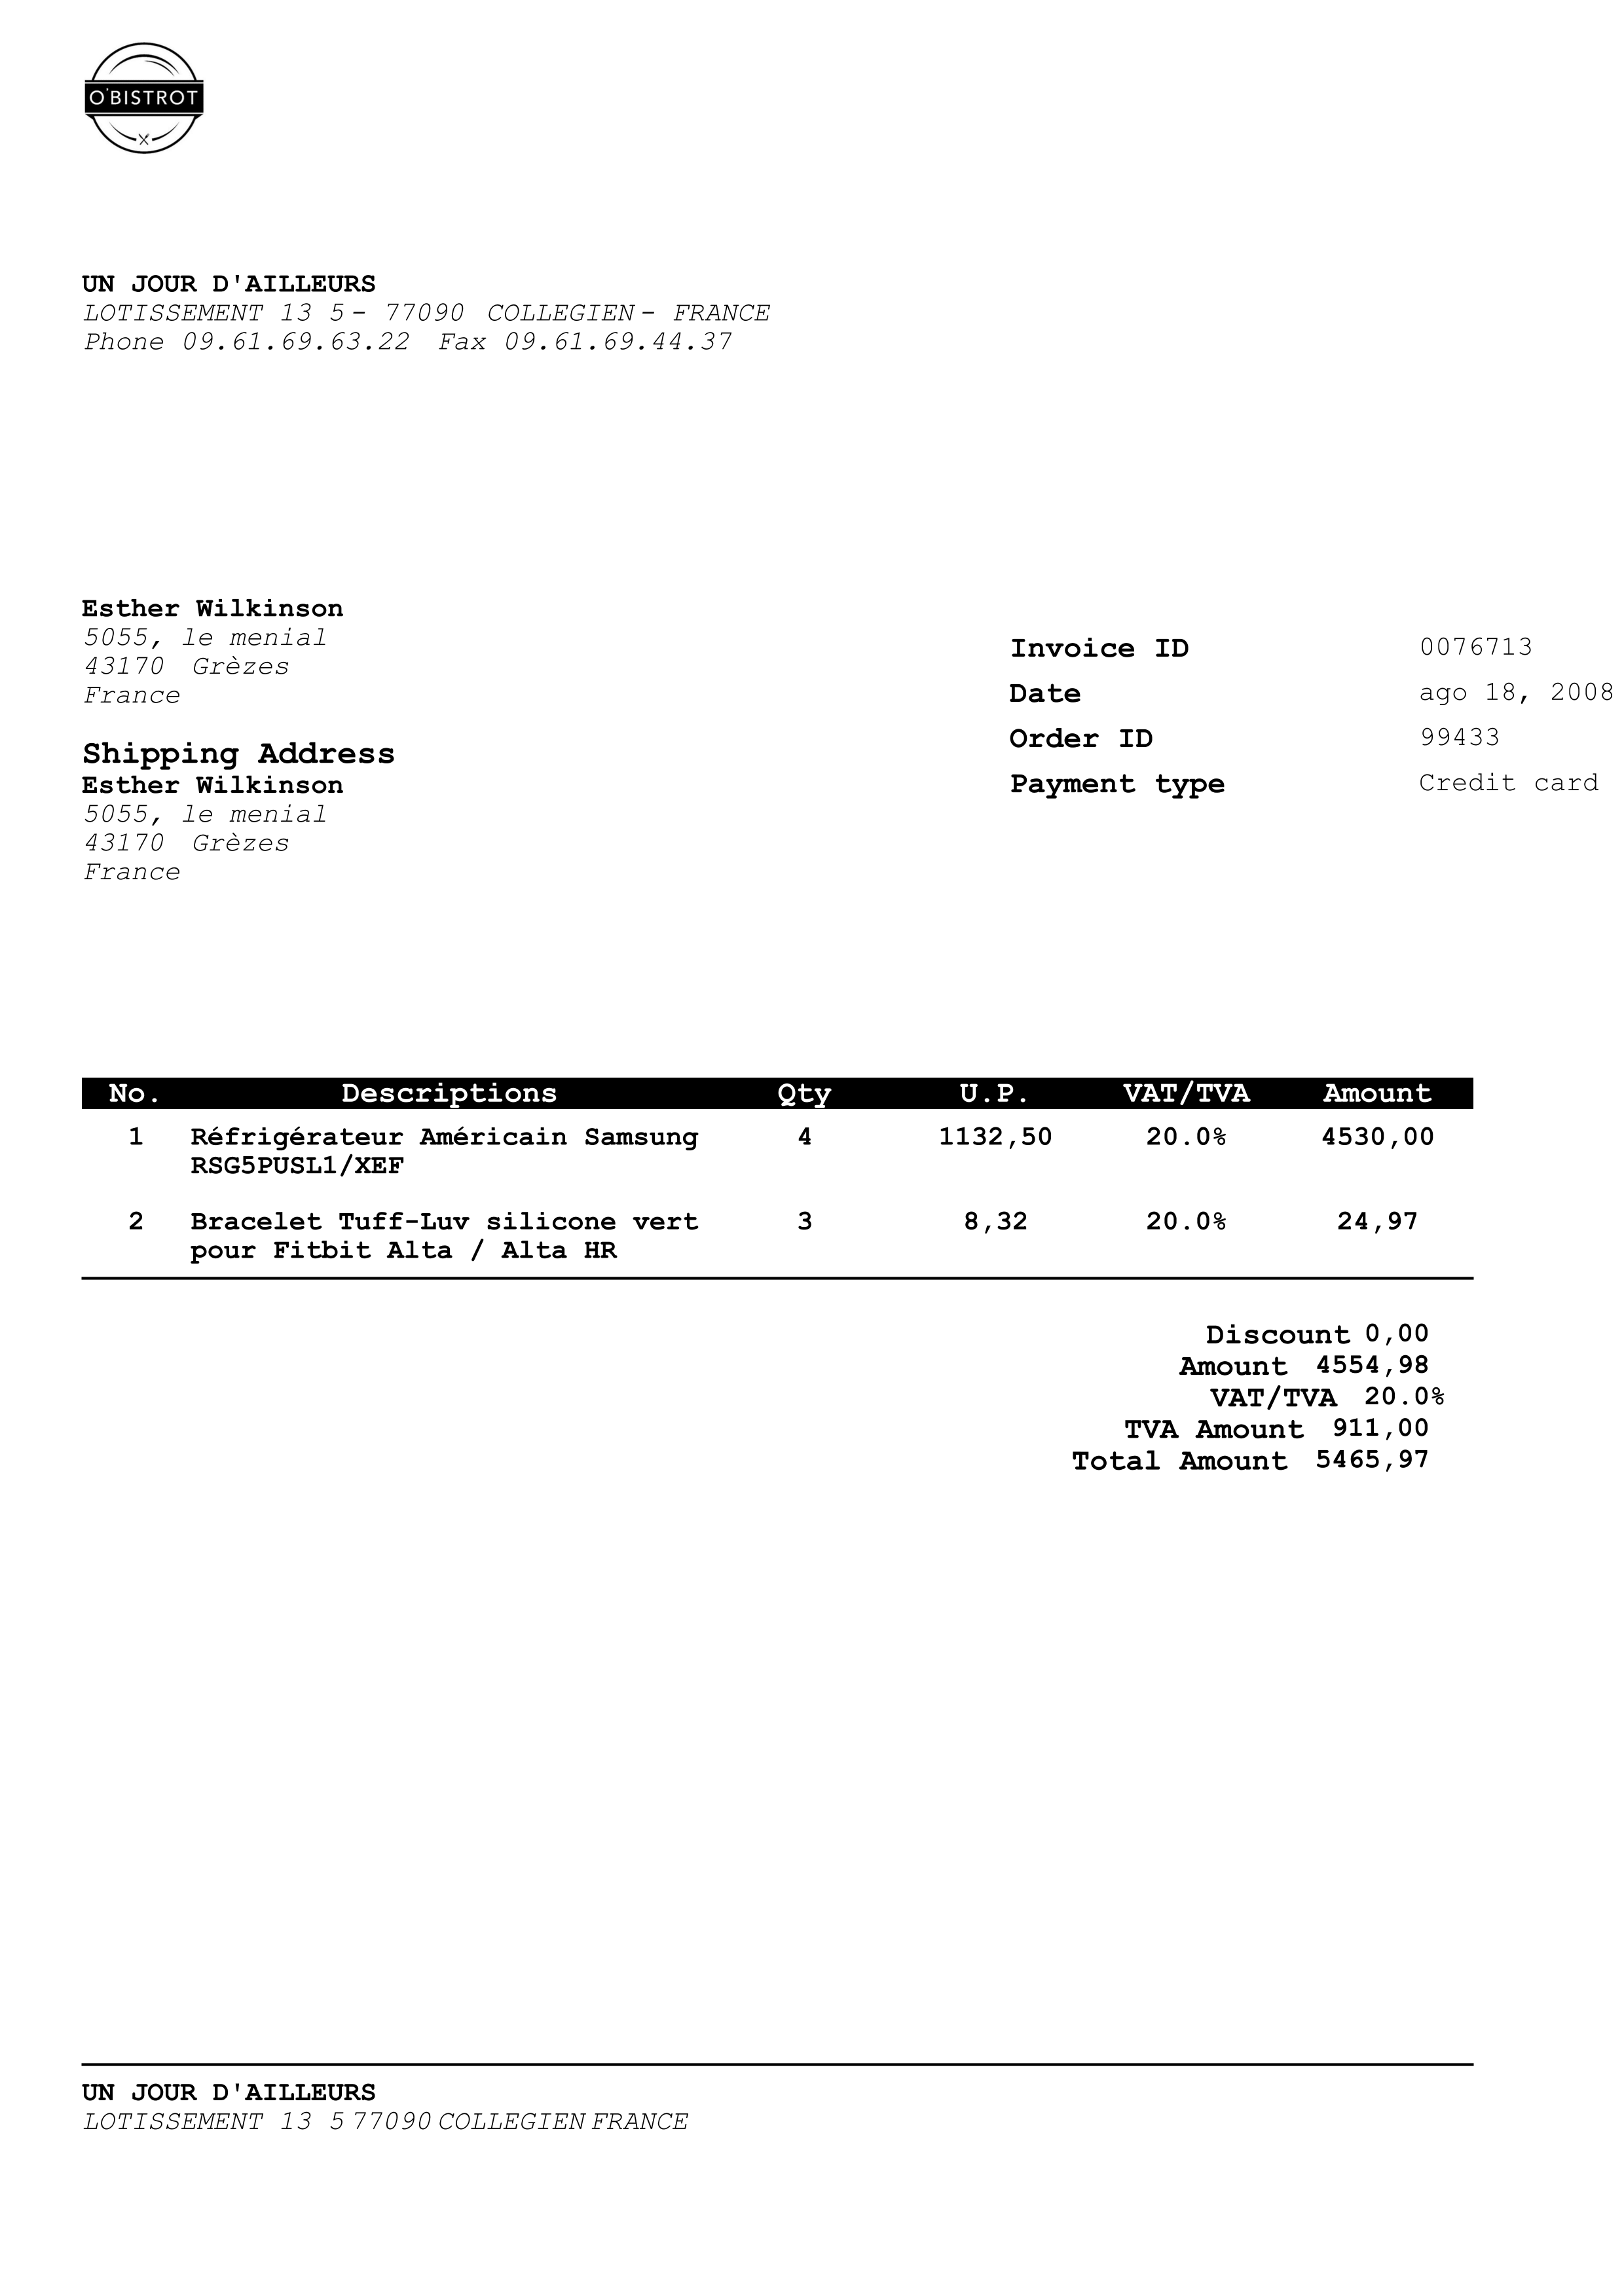 O'BISTROT
UN JOUR D'AILLEURS
LOTISSEMENT 13 5 - 77090 COLLEGIEN - FRANCE
Phone 09.61.69.63.22 Fax 09.61.69.44.37
Esther Wilkinson
5055, le menial
43170 Grèzes
France
Shipping Address
Esther Wilkinson
5055, le menial
43170 Grèzes
France
Invoice ID 0076713
Date ago 18, 2008
Order ID 99433
Payment type Credit card
No. Descriptions Qty U.P. VAT/TVA Amount
1 Réfrigérateur Américain Samsung 4 1132,50 20.0% 4530,00
RSG5PUSL1/XEF
2 Bracelet Tuff-Luv silicone vert 3 8,32 20.0% 24,97
pour Fitbit Alta / Alta HR
Discount 0,00
Amount 4554,98
VAT/TVA 20.0%
TVA Amount 911,00
Total Amount 5465,97
UN JOUR D'AILLEURS
LOTISSEMENT 13 5 77090 COLLEGIEN FRANCE